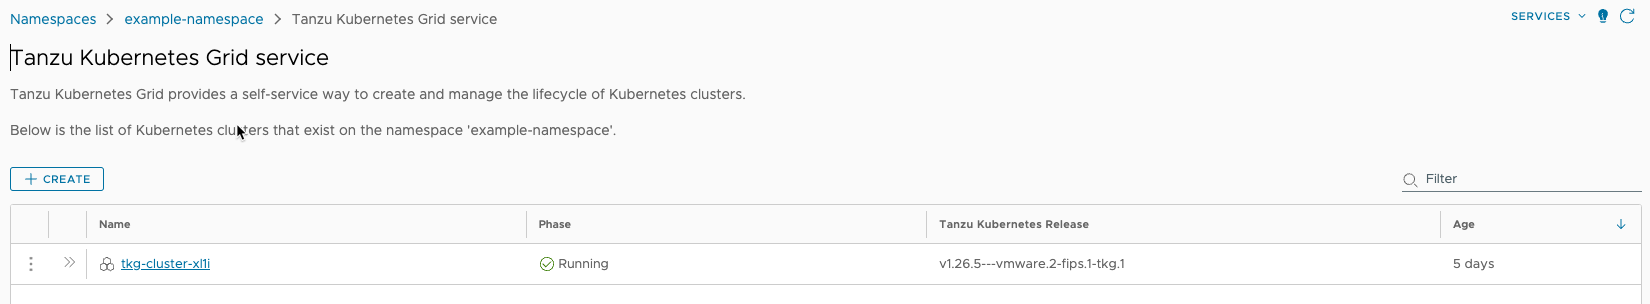 Namespaces > example-namespace > Tanzu Kubernetes Grid service
SERVICES
Tanzu Kubernetes Grid service
Tanzu Kubernetes Grid provides a self-service way to create and manage the lifecycle of Kubernetes clusters.
Below is the list of Kubernetes clusters that exist on the namespace 'example-namespace'.
+ CREATE
Filter
Name Phase Tanzu Kubernetes Release Age
tkg-cluster-xl1i Running v1.26.5---vmware.2-fips.1-tkg.1 5 days